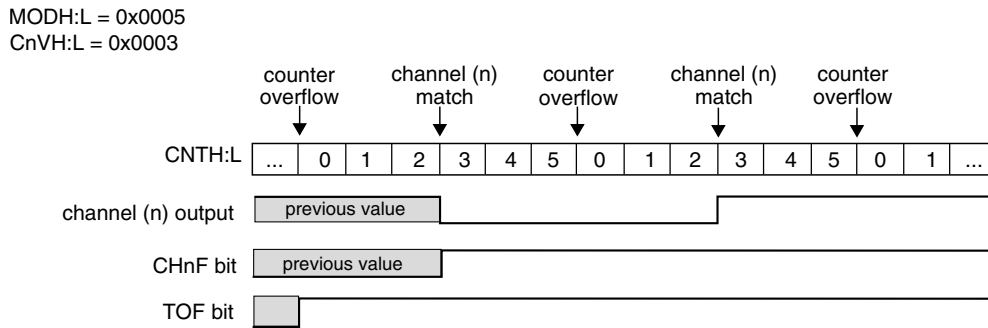 MODH:L = 0x0005
CnVH:L = 0x0003
counter overflow
channel (n) match
counter overflow
channel (n) match
counter overflow
CNTH:L ... 0 1 2 3 4 5 0 1 2 3 4 5 0 1 ...
channel (n) output previous value
CHnF bit previous value
TOF bit